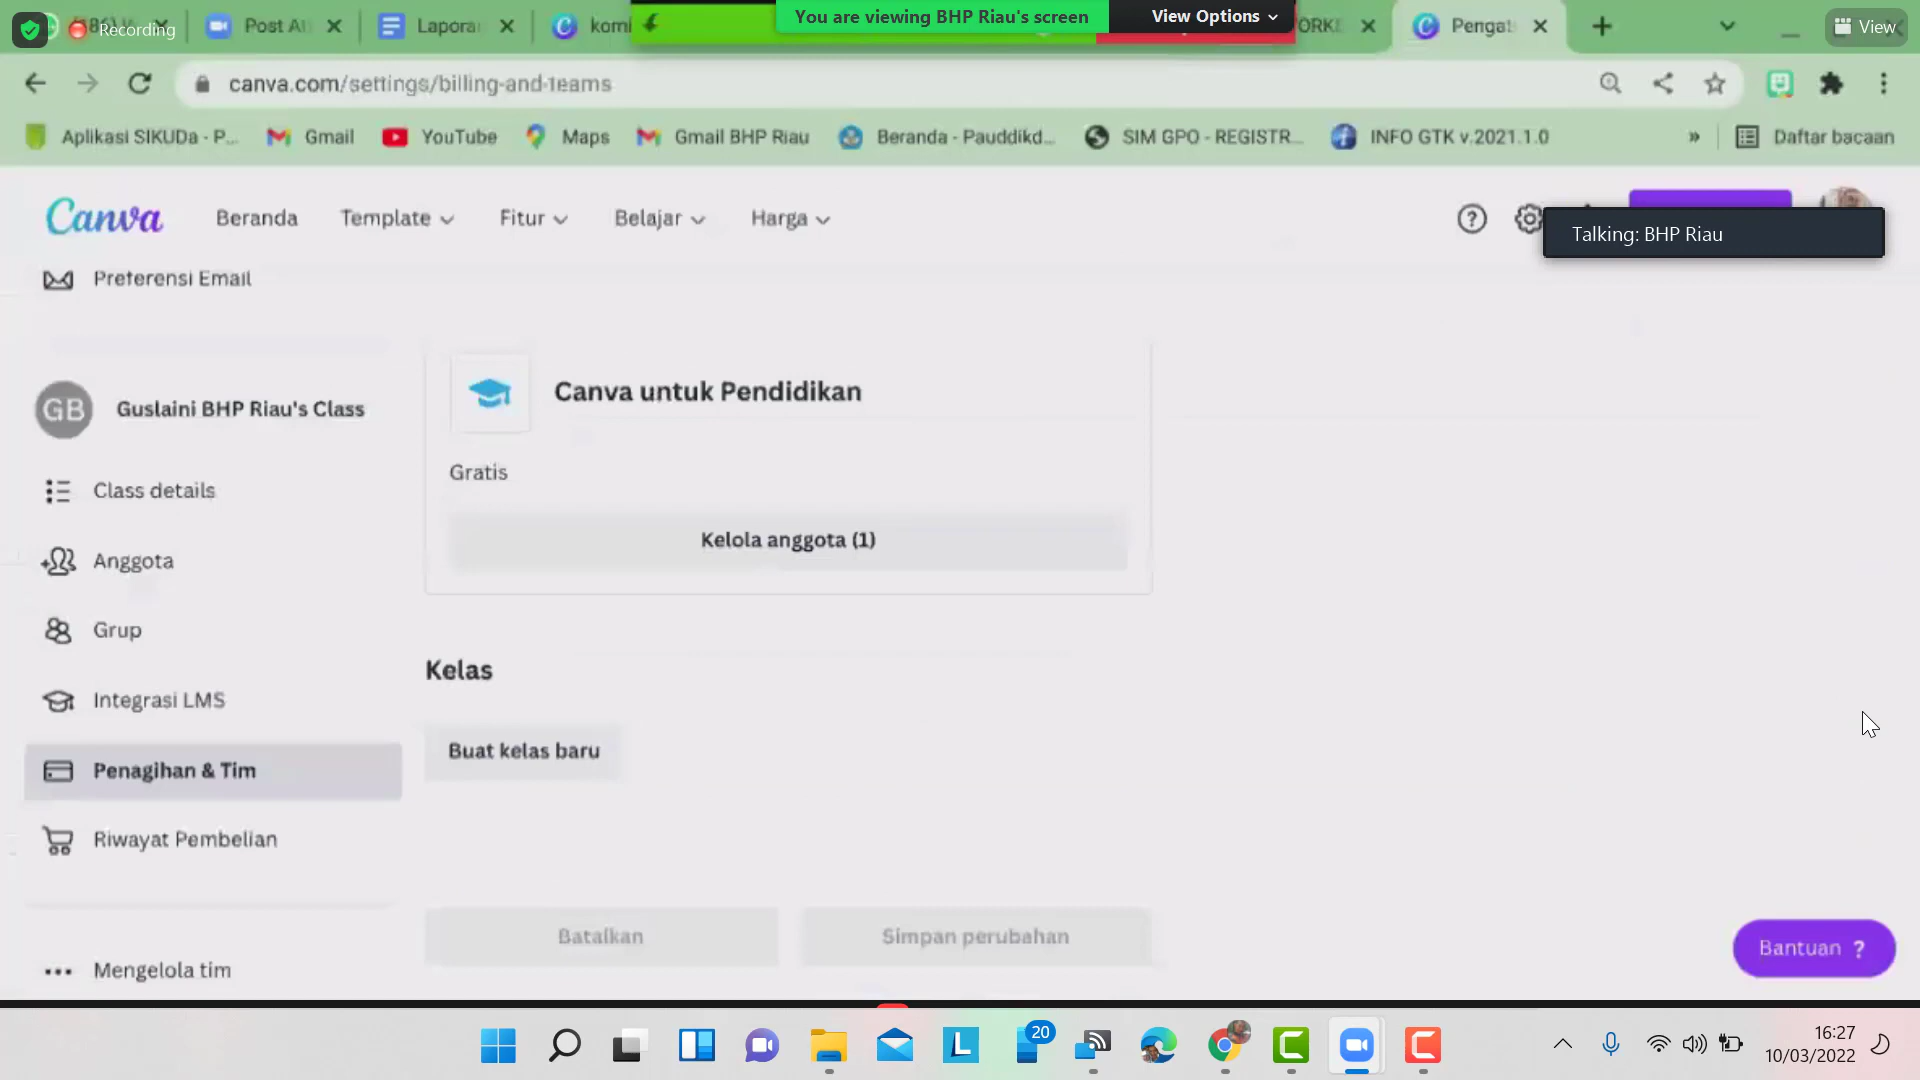 Recording
Post At
Lapora
komi
You are viewing BHP Riau's screen
View Options
ORKE
Penga
View
canva.com/settings/billing-and-teams
Aplikasi SIKUDa - P...
Gmail
YouTube
Maps
Gmail BHP Riau
Beranda - Pauddikd...
SIM GPO - REGISTR...
INFO GTK v.2021.1.0
»
Daftar bacaan
Canva
Beranda
Template
Fitur
Belajar
Harga
Talking: BHP Riau
Preferensi Email
GB
Guslaini BHP Riau's Class
Class details
Anggota
Grup
Integrasi LMS
Penagihan & Tim
Riwayat Pembelian
Mengelola tim
Canva untuk Pendidikan
Gratis
Kelola anggota (1)
Kelas
Buat kelas baru
Batalkan
Simpan perubahan
Bantuan ?
20
16:27
10/03/2022